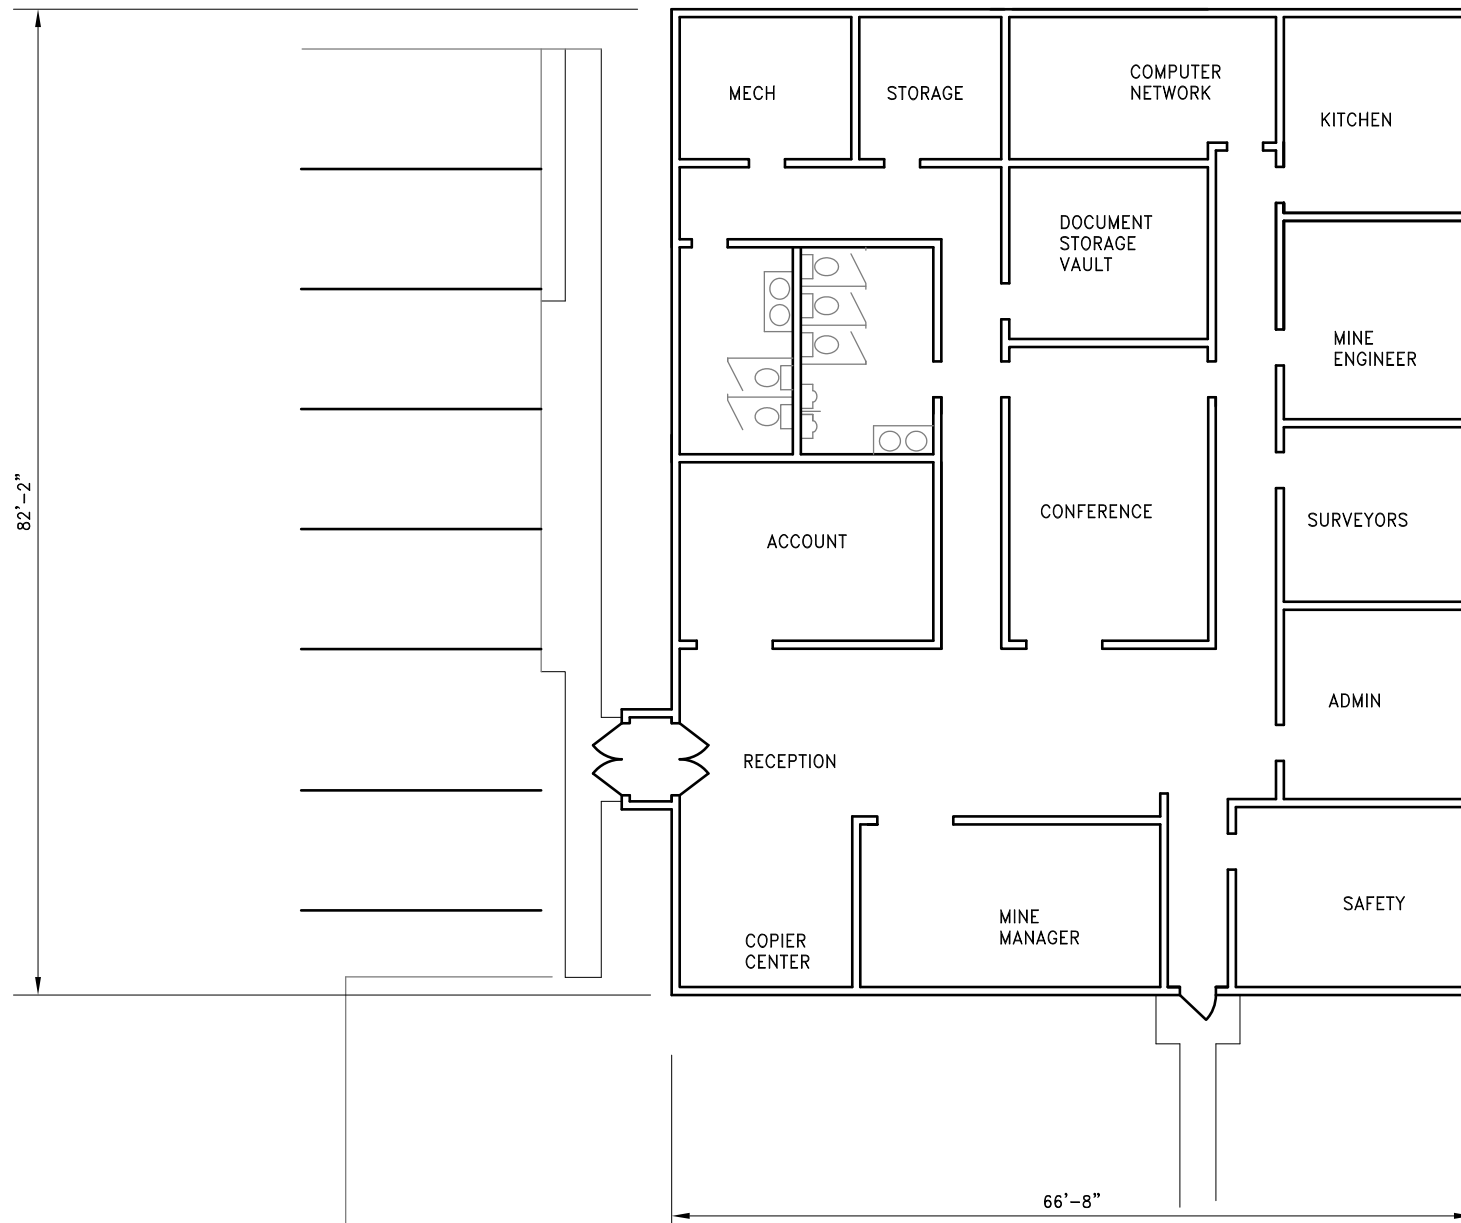 COMPUTER
NETWORK
MECH
STORAGE
KITCHEN
DOCUMENT
STORAGE
VAULT
MINE
ENGINEER
82'-2"
CONFERENCE
SURVEYORS
ACCOUNT
ADMIN
RECEPTION
SAFETY
MINE
MANAGER
COPIER
CENTER
66'-8"